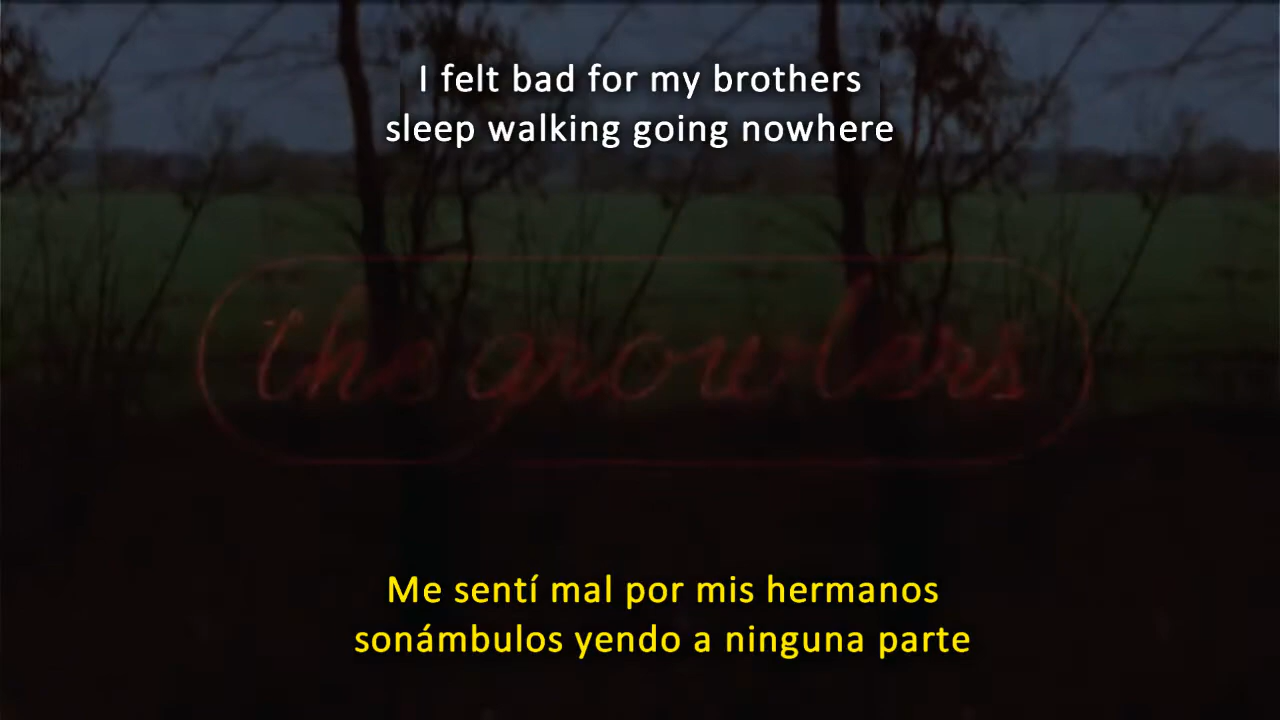 I felt bad for my brothers
sleep walking going nowhere
the growlers
Me sentí mal por mis hermanos
sonámbulos yendo a ninguna parte